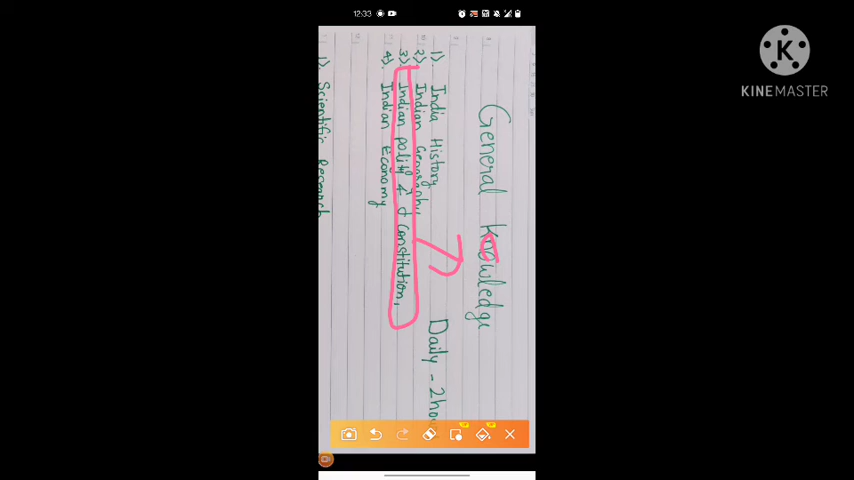 12:33
KINEMASTER
General Knowledge
1). India History
2). Indian Geography,
3). Indian polity & constitution,
4). Indian Economy
Daily - 2hou
1) Scientific Research